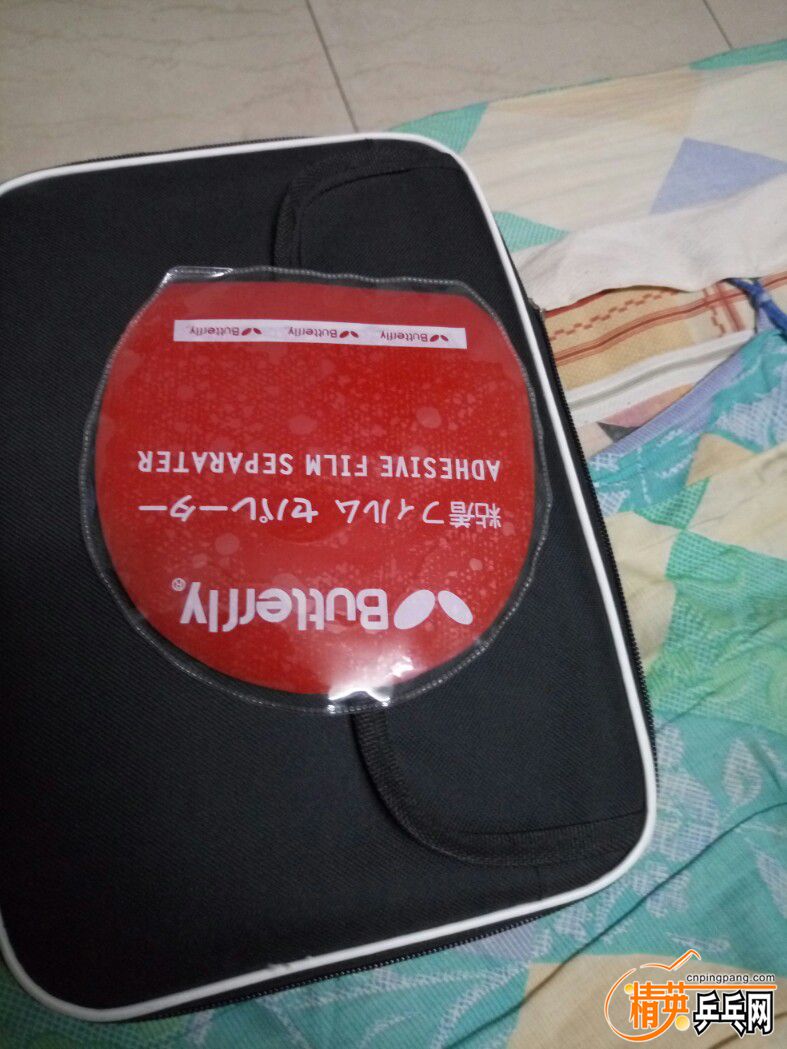 Butterfly®
粘着フィルム セパレーター
ADHESIVE FILM SEPARATER
Butterfly Butterfly Butterfly
cnpingpang.com
精英乒乓网